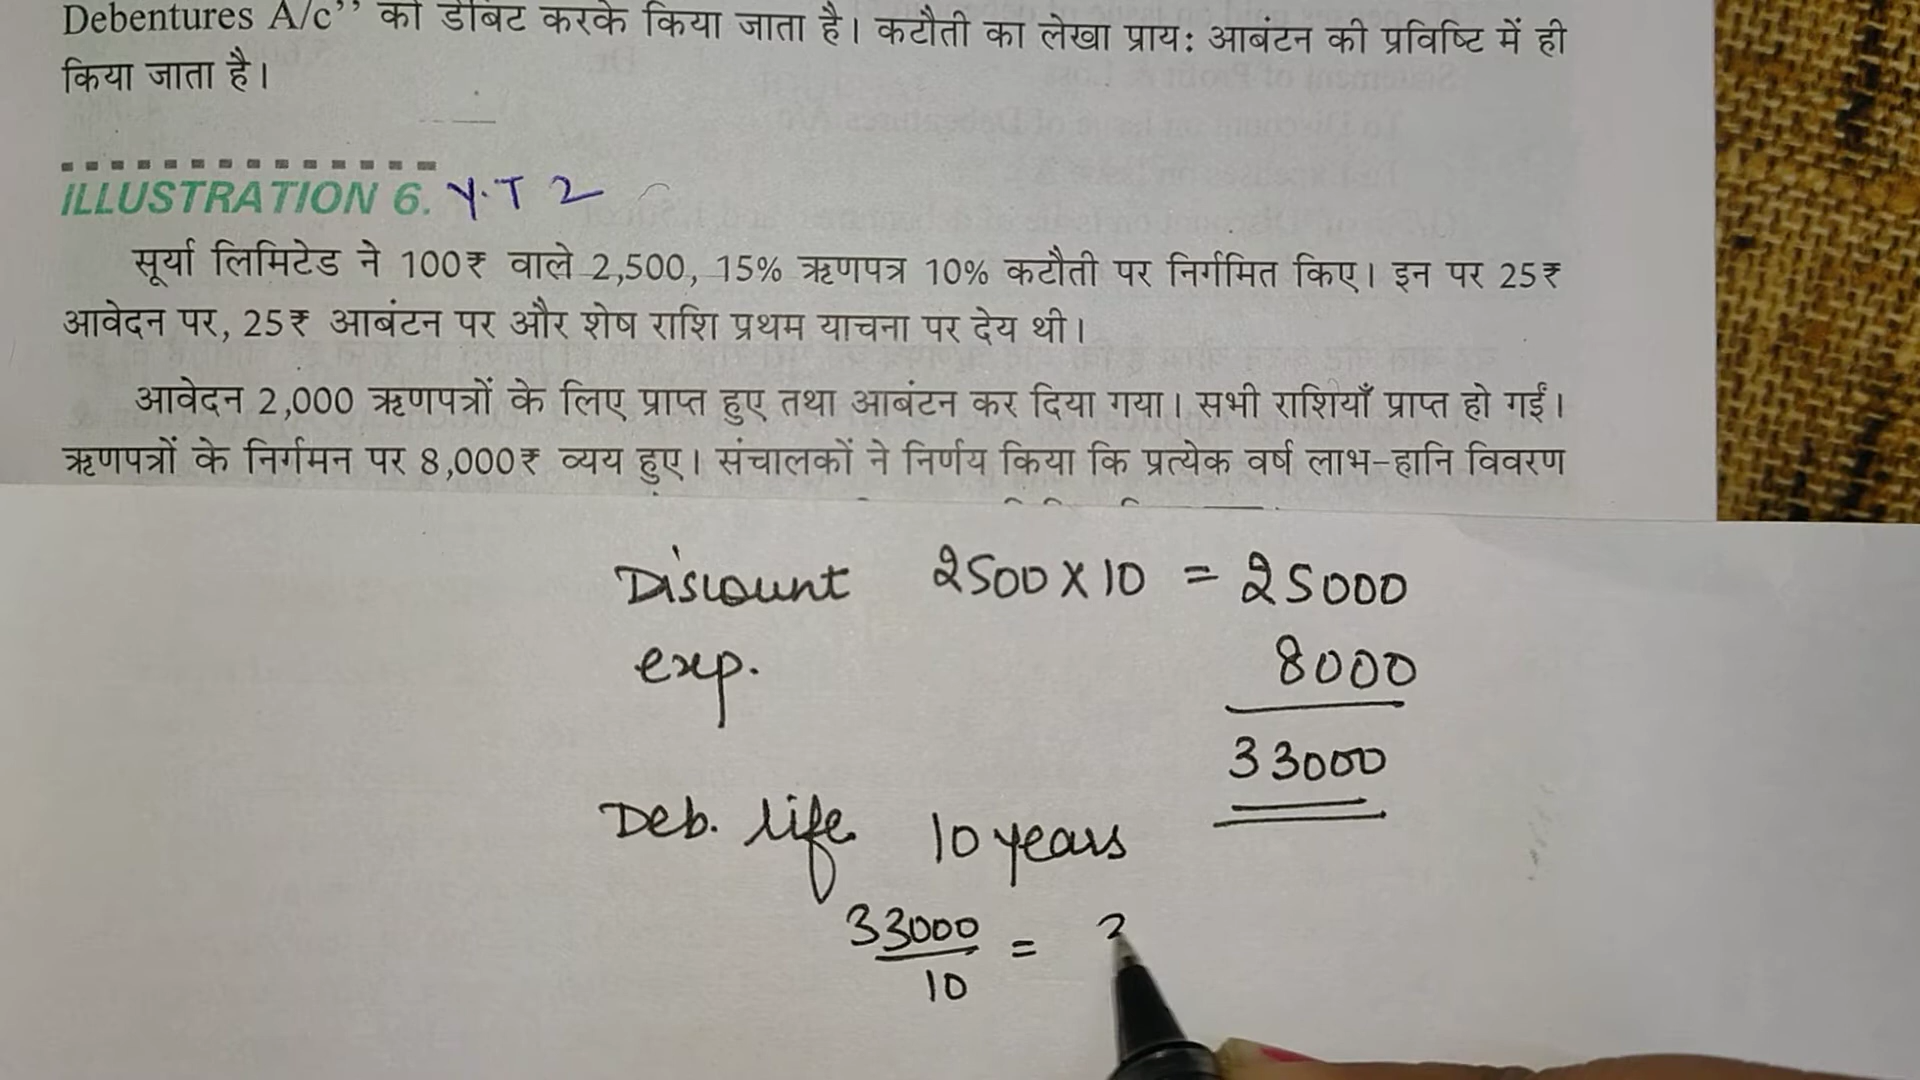 Debentures A/c’’ को डेबिट करके किया जाता है। कटौती का लेखा प्राय: आबंटन की प्रविष्टि में ही
किया जाता है।
ILLUSTRATION 6. Y.T 2
सूर्या लिमिटेड ने 100₹ वाले 2,500, 15% ऋणपत्र 10% कटौती पर निर्गमित किए। इन पर 25₹
आवेदन पर, 25₹ आबंटन पर और शेष राशि प्रथम याचना पर देय थी।
आवेदन 2,000 ऋणपत्रों के लिए प्राप्त हुए तथा आबंटन कर दिया गया। सभी राशियाँ प्राप्त हो गईं।
ऋणपत्रों के निर्गमन पर 8,000₹ व्यय हुए। संचालकों ने निर्णय किया कि प्रत्येक वर्ष लाभ-हानि विवरण
Discount 2500 X 10 = 25000
exp. 8000
33000
Deb. life 10 years
33000 =
10